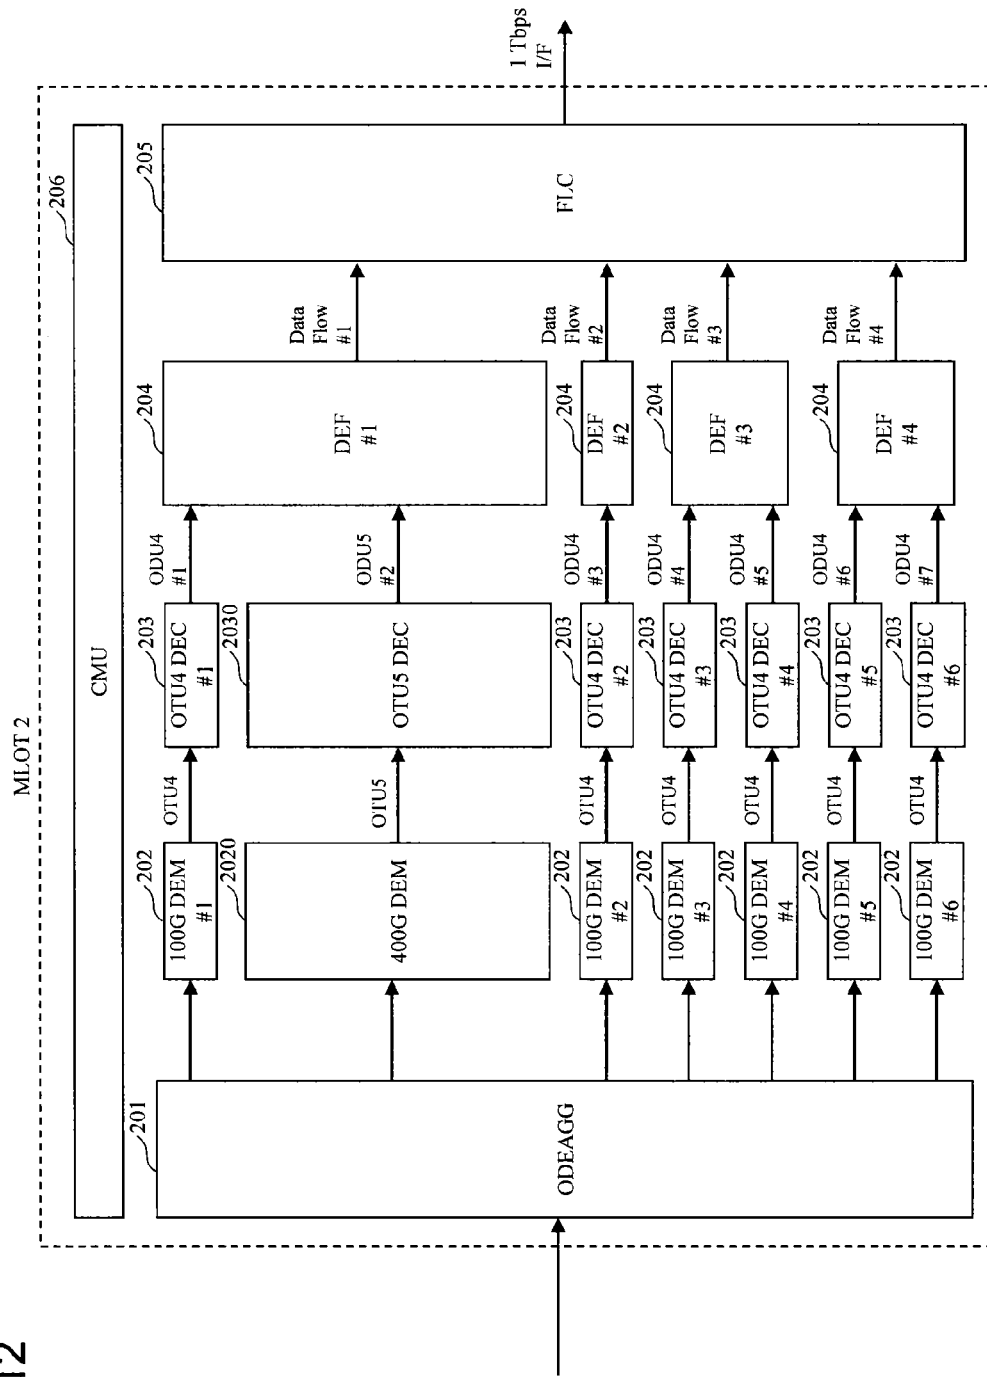 MLOT 2
206
CMU
201
ODEAGG
202
100G DEM
#1
OTU4
203
OTU4 DEC
#1
ODU4
#1
2020
400G DEM
OTU5
2030
OTU5 DEC
ODU5
#2
204
DEF
#1
Data
Flow
#1
202
100G DEM
#2
OTU4
203
OTU4 DEC
#2
ODU4
#3
204
DEF
#2
Data
Flow
#2
202
100G DEM
#3
OTU4
203
OTU4 DEC
#3
ODU4
#4
202
100G DEM
#4
OTU4
203
OTU4 DEC
#4
ODU4
#5
204
DEF
#3
Data
Flow
#3
202
100G DEM
#5
OTU4
203
OTU4 DEC
#5
ODU4
#6
202
100G DEM
#6
OTU4
203
OTU4 DEC
#6
ODU4
#7
204
DEF
#4
Data
Flow
#4
205
FLC
1 Tbps
I/F